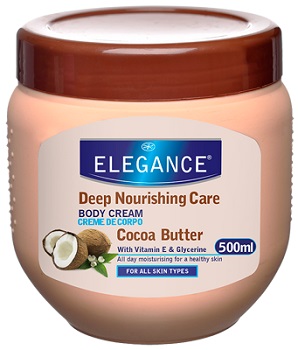 ELEGANCE®
Deep Nourishing Care
BODY CREAM
CREME DE CORPO
Cocoa Butter
With Vitamin E & Glycerine
All day moisturising for a healthy skin
500ml
FOR ALL SKIN TYPES